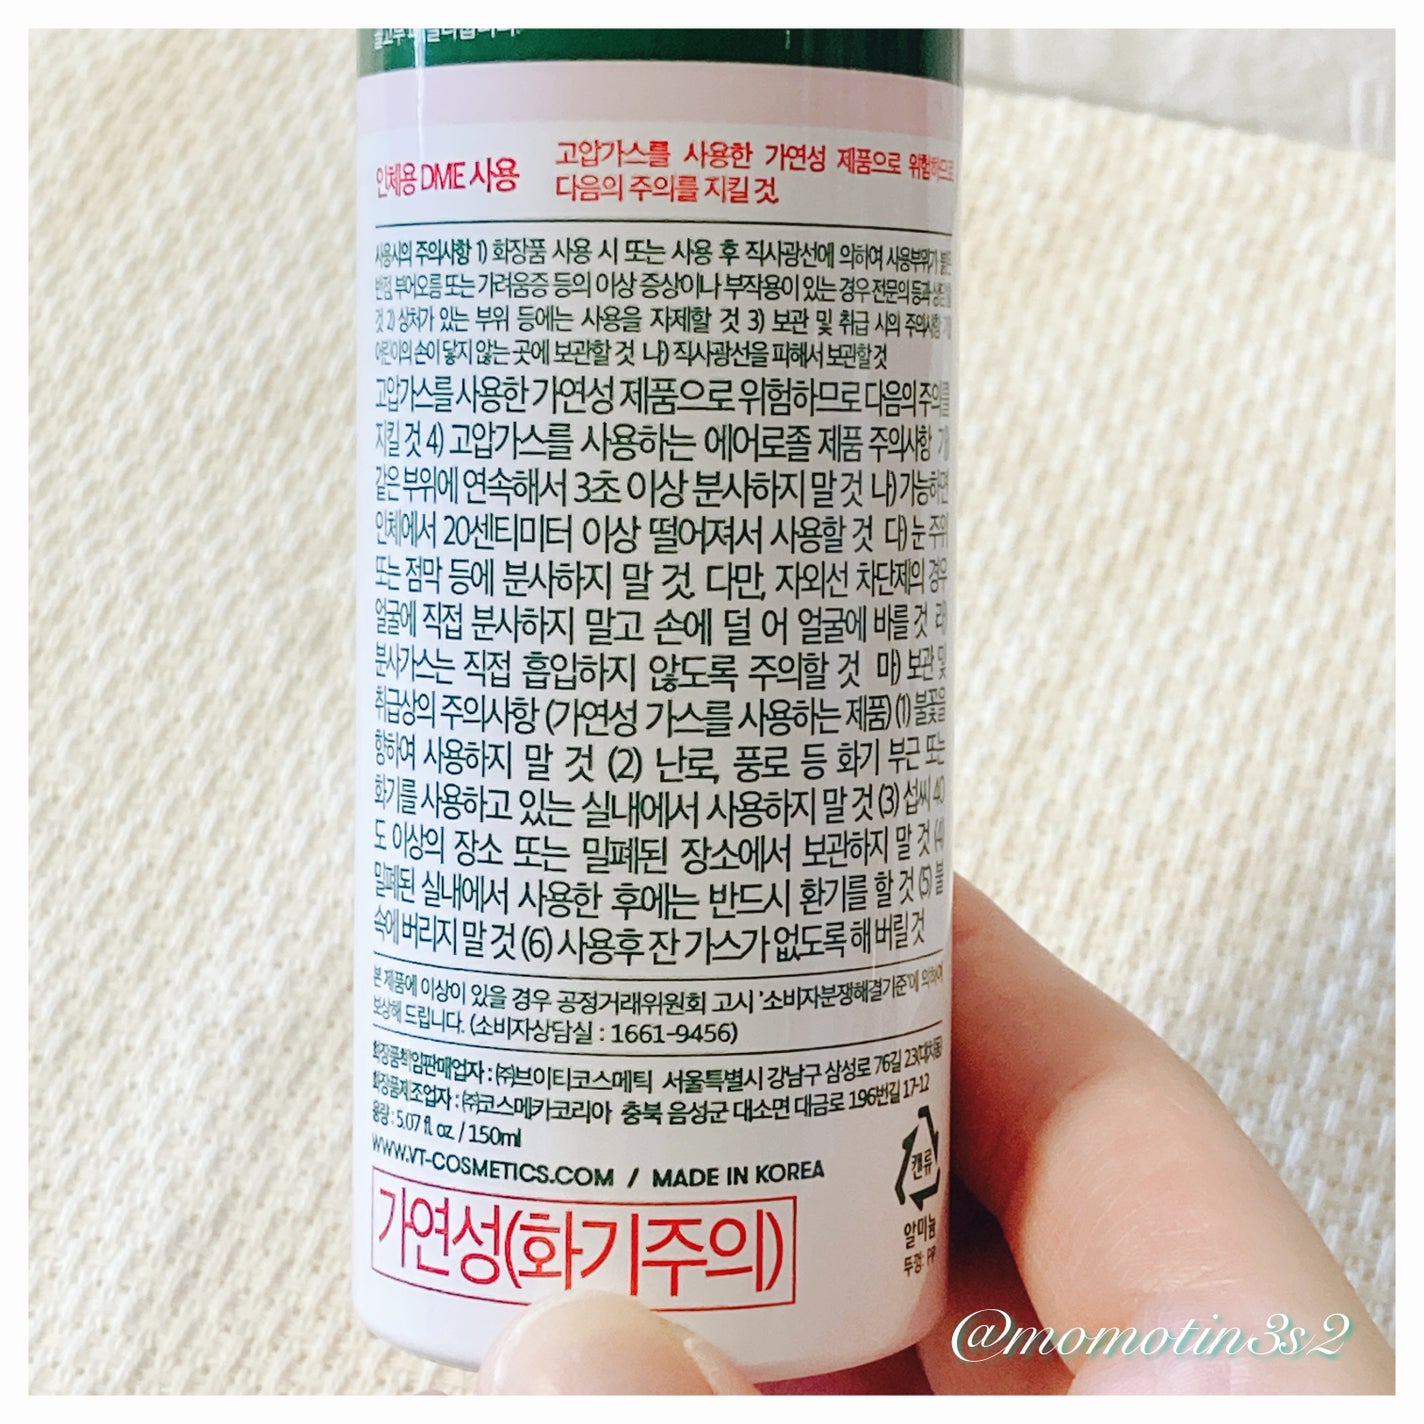 인체용 DME 사용
고압가스를 사용한 가연성 제품으로 위험하므로
다음의 주의를 지킬 것.
사용시의 주의사항 1) 화장품 사용 시 또는 사용 후 직사광선에 의하여 사용부위가 붉은
반점, 부어오름 또는 가려움증 등의 이상 증상이나 부작용이 있는 경우 전문의 등과 상담할
것 2) 상처가 있는 부위 등에는 사용을 자제할 것 3) 보관 및 취급 시의 주의사항 가)
어린이의 손이 닿지 않는 곳에 보관할 것 나) 직사광선을 피해서 보관할 것
고압가스를 사용한 가연성 제품으로 위험하므로 다음의 주의를
지킬 것 4) 고압가스를 사용하는 에어로졸 제품 주의사항 가)
같은 부위에 연속해서 3초 이상 분사하지 말 것 나) 가능하면
인체에서 20센티미터 이상 떨어져서 사용할 것 다) 눈 주위
또는 점막 등에 분사하지 말 것. 다만, 자외선 차단제의 경우
얼굴에 직접 분사하지 말고 손에 덜 어 얼굴에 바를 것 라)
분사가스는 직접 흡입하지 않도록 주의할 것 마) 보관 및
취급상의 주의사항 (가연성 가스를 사용하는 제품) (1) 불꽃을
향하여 사용하지 말 것 (2) 난로, 풍로 등 화기 부근 또는
화기를 사용하고 있는 실내에서 사용하지 말 것 (3) 섭씨 40
도 이상의 장소 또는 밀폐된 장소에서 보관하지 말 것 (4)
밀폐된 실내에서 사용한 후에는 반드시 환기를 할 것 (5) 불
속에 버리지 말 것 (6) 사용후 잔 가스가 없도록 해 버릴 것
본 제품에 이상이 있을 경우 공정거래위원회 고시 '소비자분쟁해결기준'에 의하여
보상해 드립니다. (소비자상담실 : 1661-9456)
화장품책임판매업자 : ㈜브이티코스메틱 서울특별시 강남구 삼성로 76길 23(대치동)
화장품제조업자 : ㈜코스메카코리아 충북 음성군 대소면 대금로 196번길 17-12
용량 : 5.07 fl. oz. / 150ml
WWW.VT-COSMETICS.COM / MADE IN KOREA
캔류
알미늄
뚜껑: PP
가연성(화기주의)
@momotin3s2